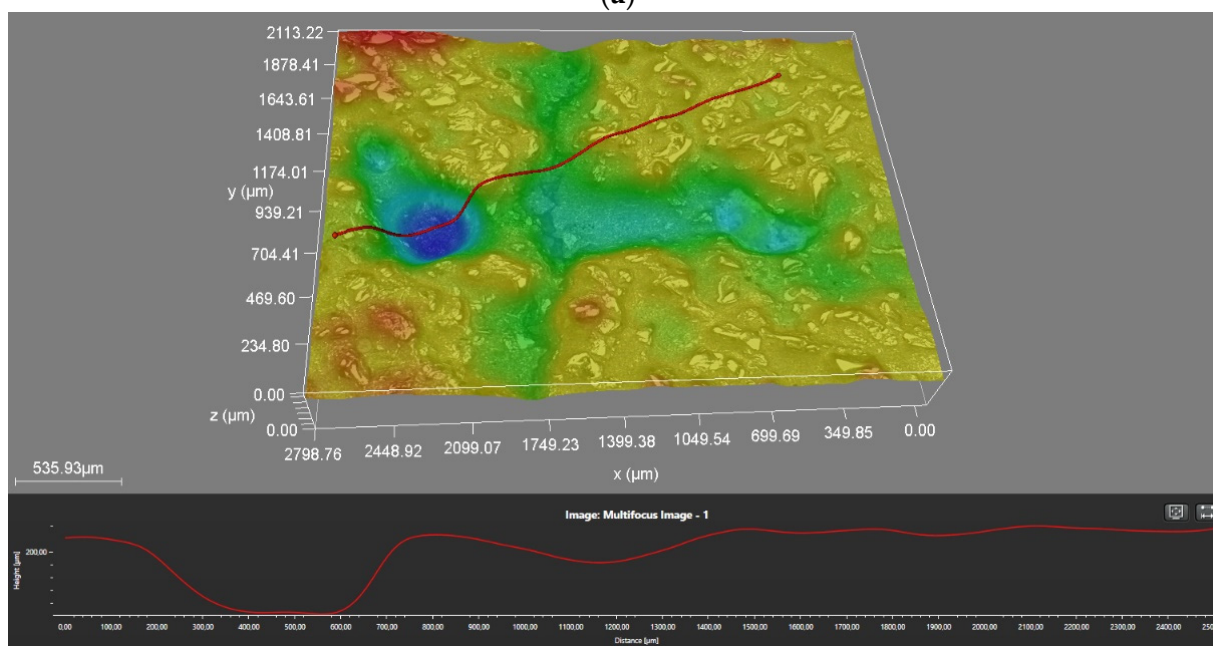 (a)
2113.22
1878.41
1643.61
1408.81
1174.01
y (µm)
939.21
704.41
469.60
234.80
0.00
z (µm)
0.00
2798.76 2448.92 2099.07 1749.23 1399.38 1049.54 699.69 349.85 0.00
x (µm)
535.93µm
Image: Multifocus Image - 1
Height [µm]
200,00
0,00 100,00 200,00 300,00 400,00 500,00 600,00 700,00 800,00 900,00 1000,00 1100,00 1200,00 1300,00 1400,00 1500,00 1600,00 1700,00 1800,00 1900,00 2000,00 2100,00 2200,00 2300,00 2400,00
Distance [µm]